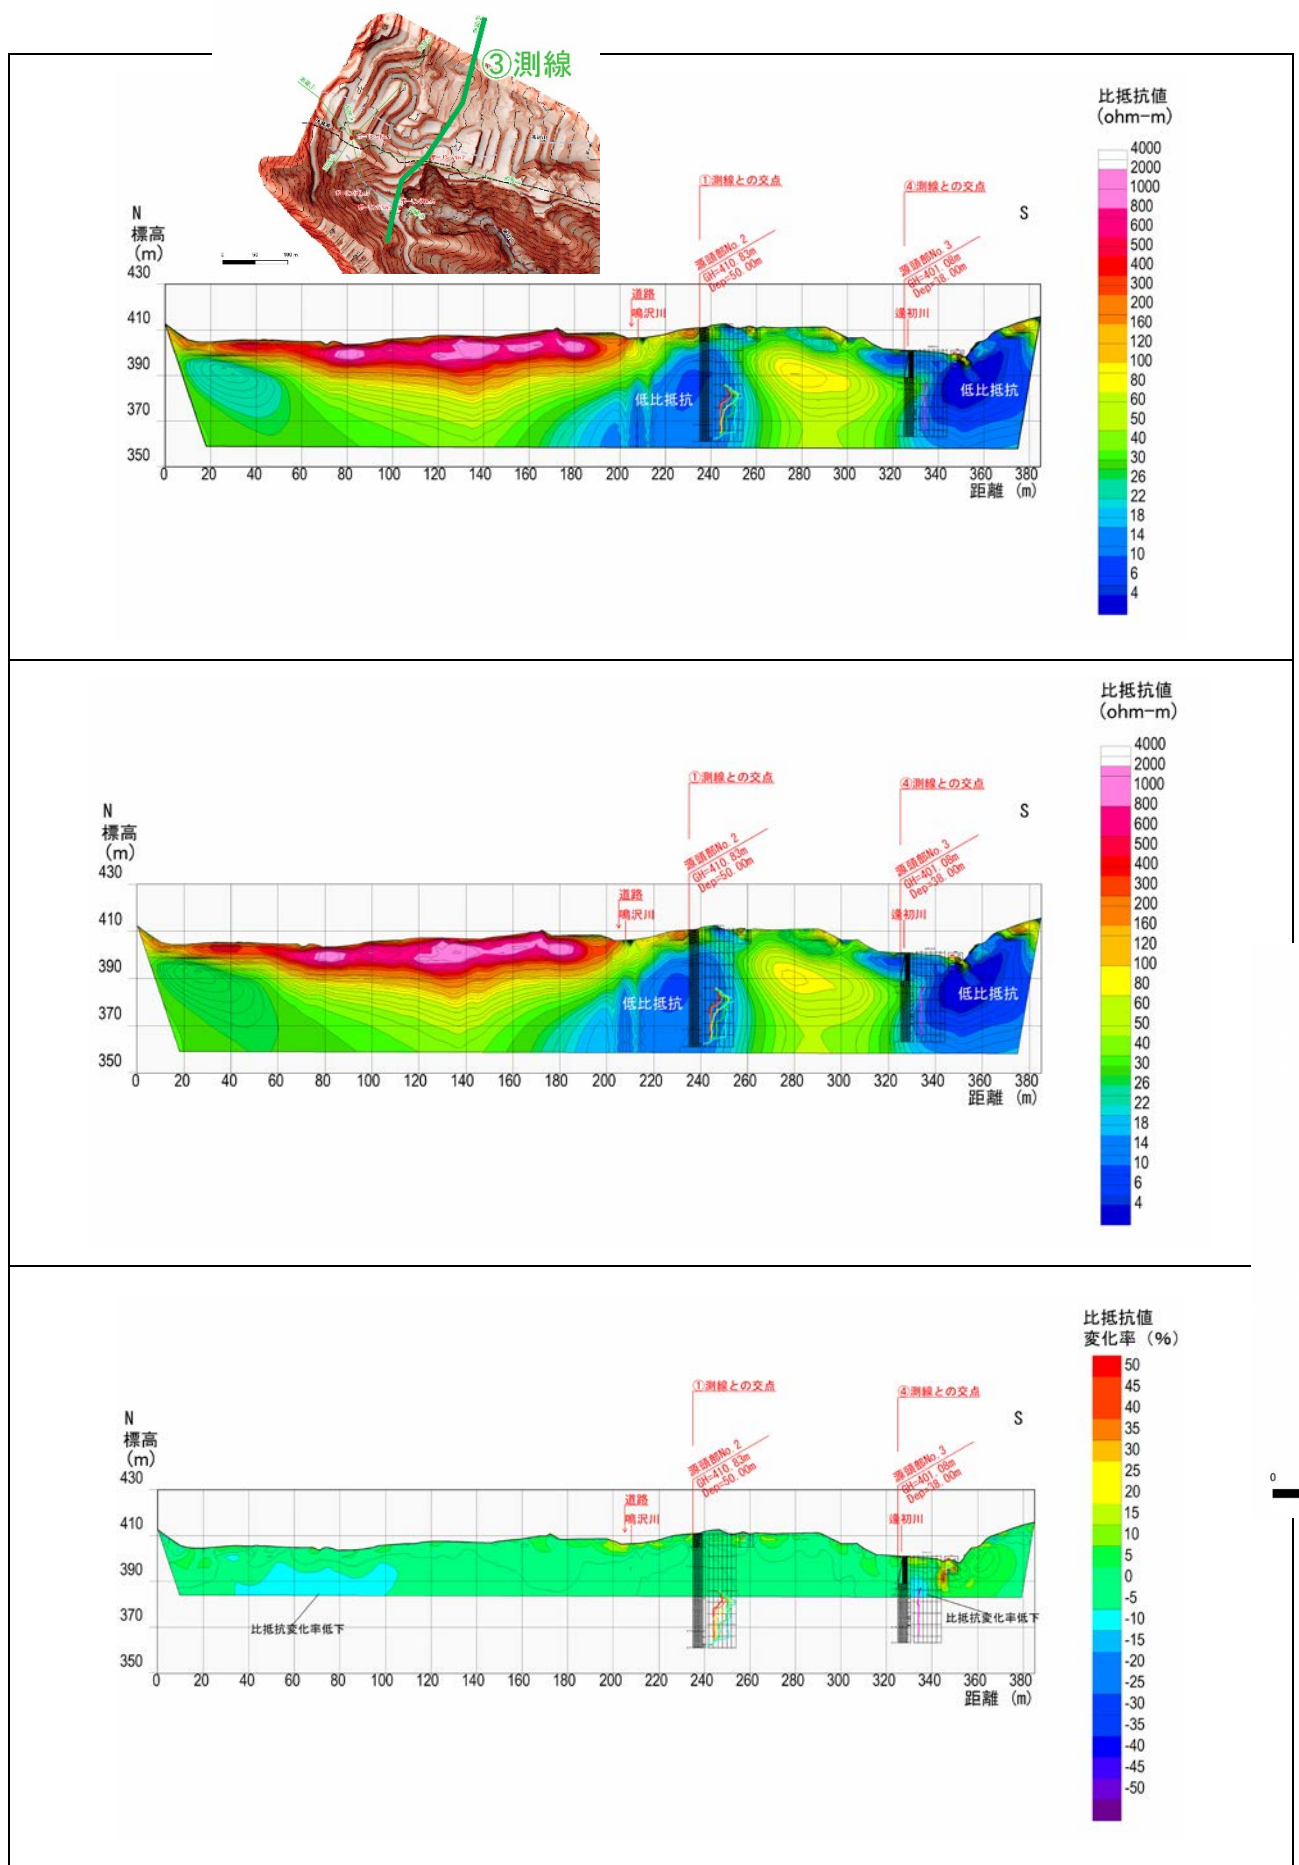 ③測線
比抵抗値
(ohm-m)
4000
2000
1000
800
600
500
400
300
200
160
120
100
80
60
50
40
30
26
22
18
14
10
6
4
①測線との交点
④測線との交点
N
S
標高
(m)
源頭部No.2
GH=410.83m
Dep=50.00m
源頭部No.3
GH=401.08m
Dep=38.00m
道路
鳴沢川
逢初川
430
410
390
370
350
低比抵抗
低比抵抗
0 20 40 60 80 100 120 140 160 180 200 220 240 260 280 300 320 340 360 380
距離 (m)
比抵抗値
(ohm-m)
4000
2000
1000
800
600
500
400
300
200
160
120
100
80
60
50
40
30
26
22
18
14
10
6
4
①測線との交点
④測線との交点
N
S
標高
(m)
源頭部No.2
GH=410.83m
Dep=50.00m
源頭部No.3
GH=401.08m
Dep=38.00m
道路
鳴沢川
逢初川
430
410
390
370
350
低比抵抗
低比抵抗
0 20 40 60 80 100 120 140 160 180 200 220 240 260 280 300 320 340 360 380
距離 (m)
比抵抗値
変化率 (%)
50
45
40
35
30
25
20
15
10
5
0
-5
-10
-15
-20
-25
-30
-35
-40
-45
-50
①測線との交点
④測線との交点
N
S
標高
(m)
源頭部No.2
GH=410.83m
Dep=50.00m
源頭部No.3
GH=401.08m
Dep=38.00m
道路
鳴沢川
逢初川
430
410
390
370
350
比抵抗変化率低下
比抵抗変化率低下
0 20 40 60 80 100 120 140 160 180 200 220 240 260 280 300 320 340 360 380
距離 (m)
0